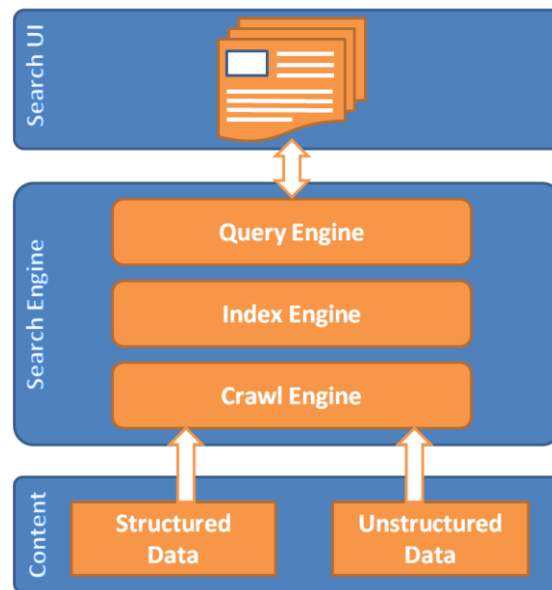 Search UI
Search Engine
Query Engine
Index Engine
Crawl Engine
Content
Structured
Data
Unstructured
Data